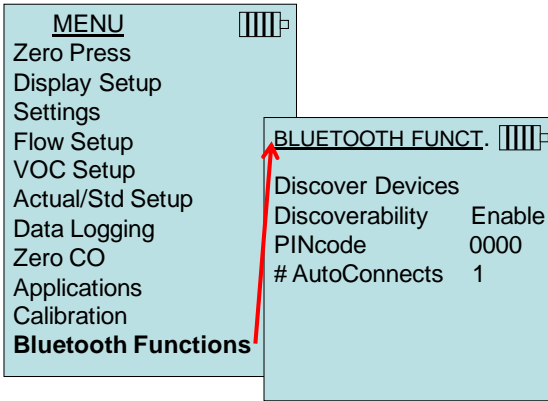 MENU
Zero Press
Display Setup
Settings
Flow Setup
VOC Setup
Actual/Std Setup
Data Logging
Zero CO
Applications
Calibration
Bluetooth Functions
BLUETOOTH FUNCT.
Discover Devices
Discoverability Enable
PINcode 0000
# AutoConnects 1